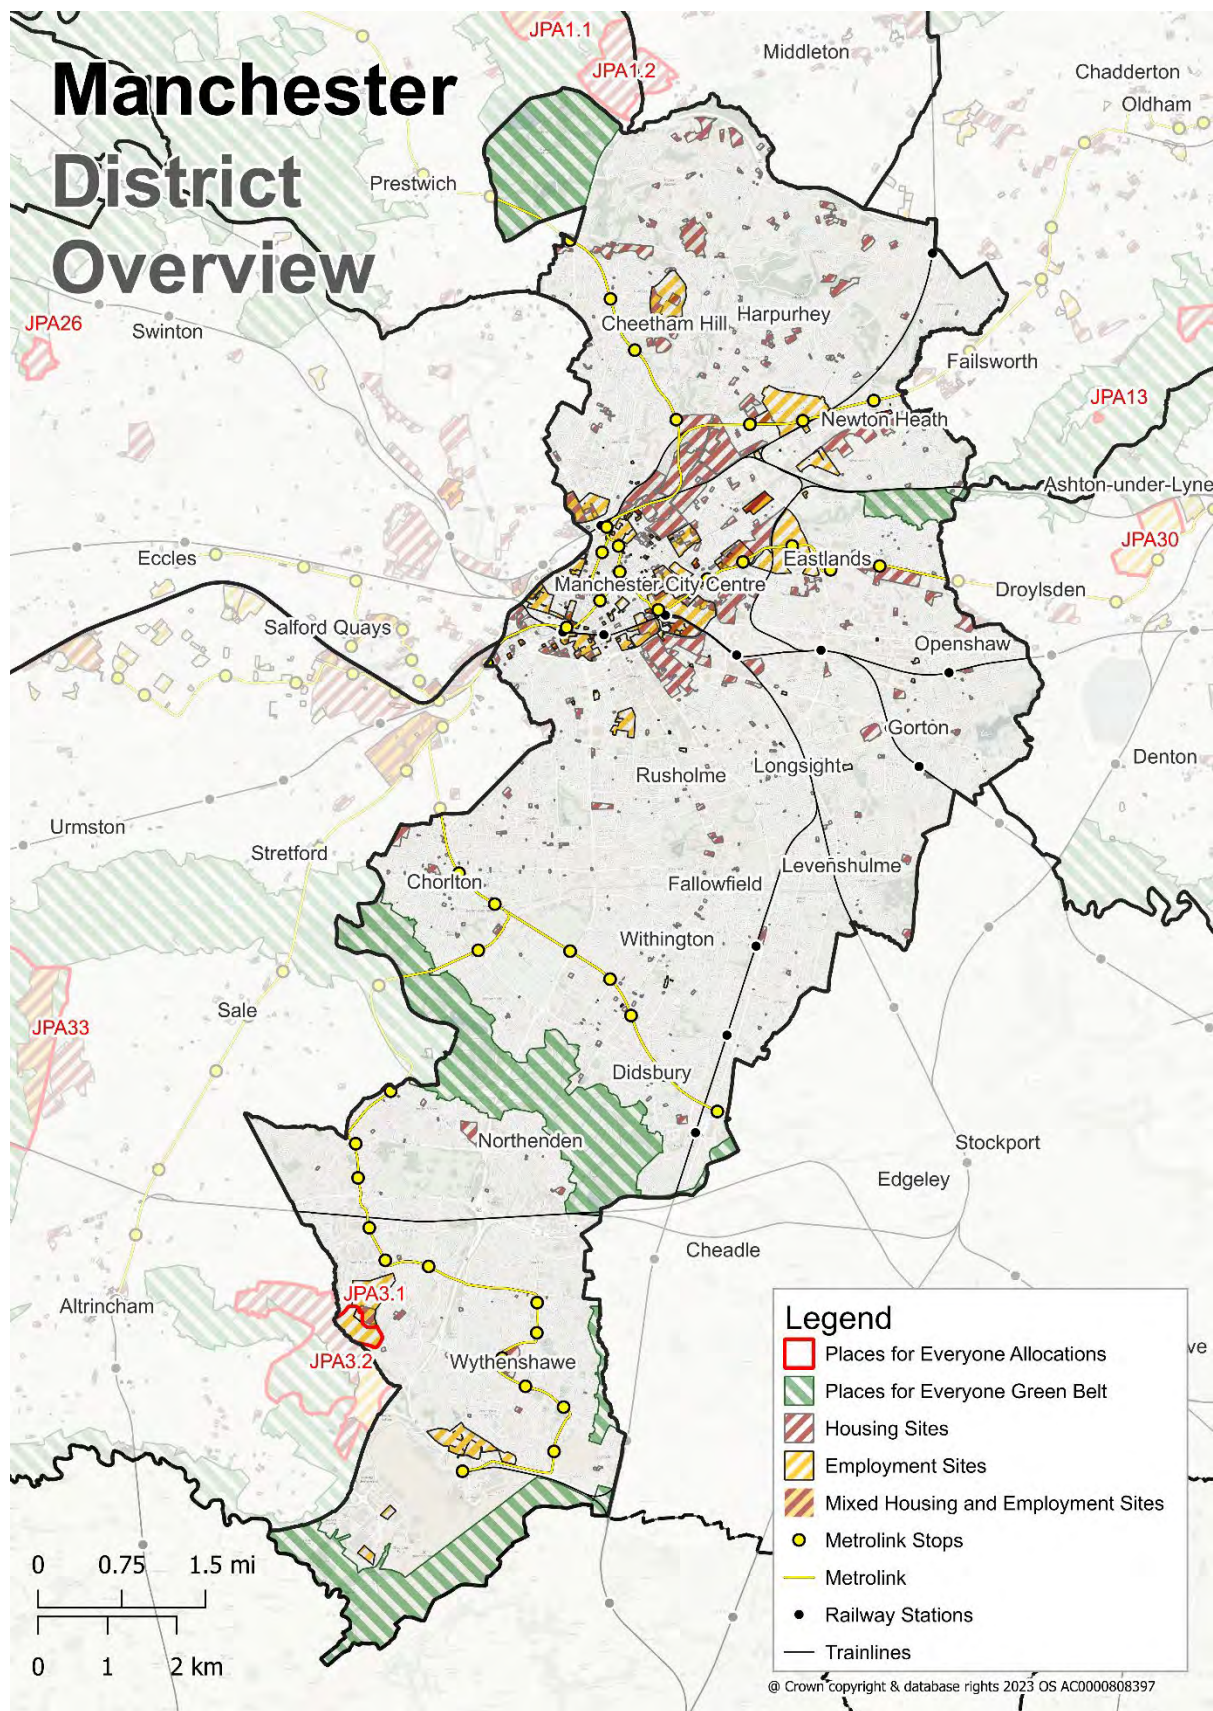 Manchester
District
Overview
JPA1.1
JPA1.2
Middleton
Chadderton
Oldham
Prestwich
JPA26
Swinton
Cheetham Hill
Harpurhey
Failsworth
JPA13
Newton Heath
Ashton-under-Lyne
JPA30
Eccles
Eastlands
Manchester City Centre
Droylsden
Salford Quays
Openshaw
Gorton
Denton
Rusholme
Longsight
Urmston
Stretford
Chorlton
Levenshulme
Fallowfield
Withington
Sale
JPA33
Didsbury
Northenden
Stockport
Edgeley
Cheadle
Altrincham
JPA3.1
JPA3.2
Wythenshawe
ve
Legend
Places for Everyone Allocations
Places for Everyone Green Belt
Housing Sites
Employment Sites
Mixed Housing and Employment Sites
Metrolink Stops
Metrolink
Railway Stations
Trainlines
0 0.75 1.5 mi
0 1 2 km
@ Crown copyright & database rights 2023 OS AC0000808397